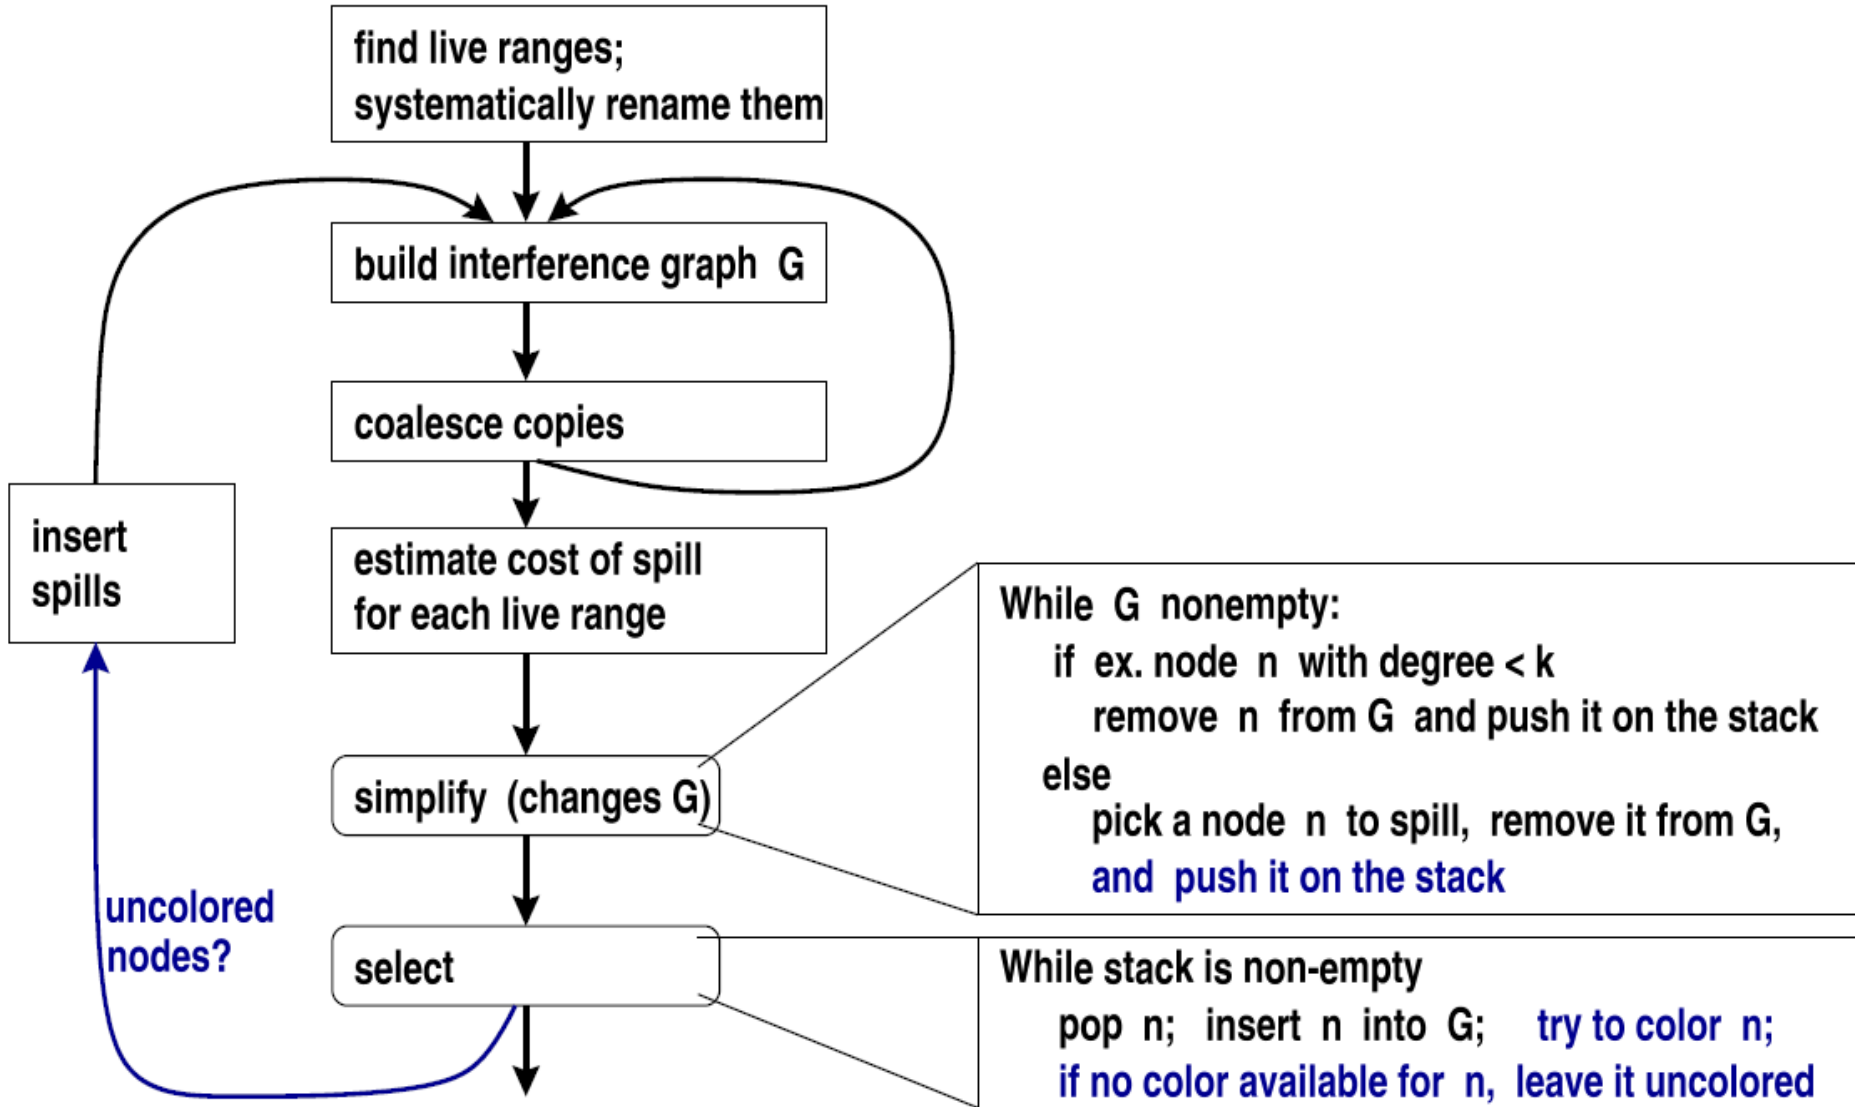 find live ranges;
systematically rename them
build interference graph G
coalesce copies
insert
spills
estimate cost of spill
for each live range
While G nonempty:
if ex. node n with degree < k
remove n from G and push it on the stack
else
pick a node n to spill, remove it from G,
and push it on the stack
simplify (changes G)
uncolored
nodes?
select
While stack is non-empty
pop n; insert n into G; try to color n;
if no color available for n, leave it uncolored